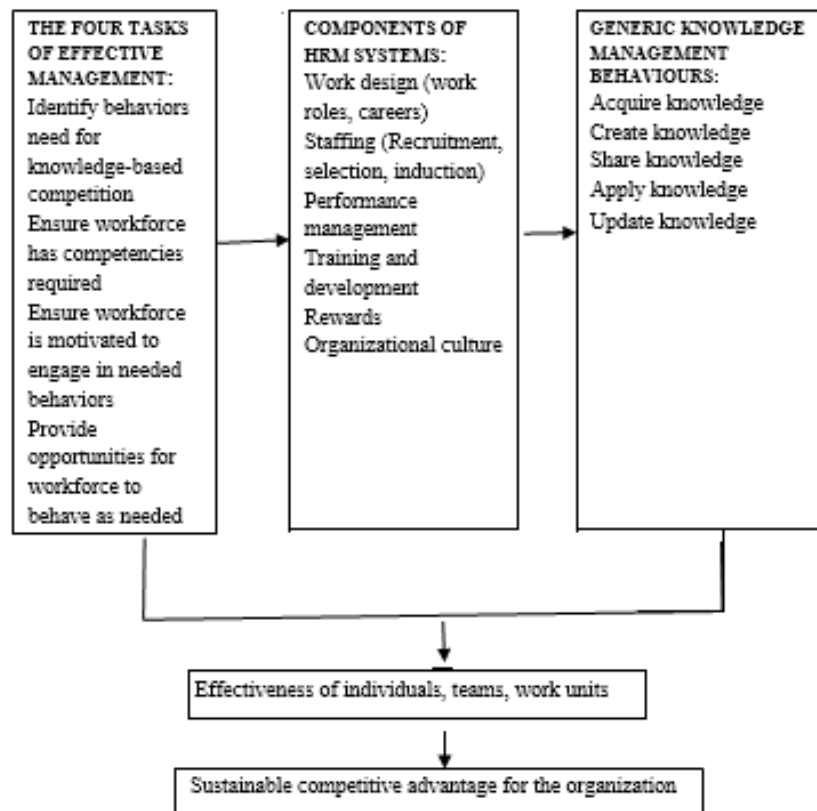 THE FOUR TASKS
OF EFFECTIVE
MANAGEMENT:
Identify behaviors
need for
knowledge-based
competition
Ensure workforce
has competencies
required
Ensure workforce
is motivated to
engage in needed
behaviors
Provide
opportunities for
workforce to
behave as needed
COMPONENTS OF
HRM SYSTEMS:
Work design (work
roles, careers)
Staffing (Recruitment,
selection, induction)
Performance
management
Training and
development
Rewards
Organizational culture
GENERIC KNOWLEDGE
MANAGEMENT
BEHAVIOURS:
Acquire knowledge
Create knowledge
Share knowledge
Apply knowledge
Update knowledge
Effectiveness of individuals, teams, work units
Sustainable competitive advantage for the organization